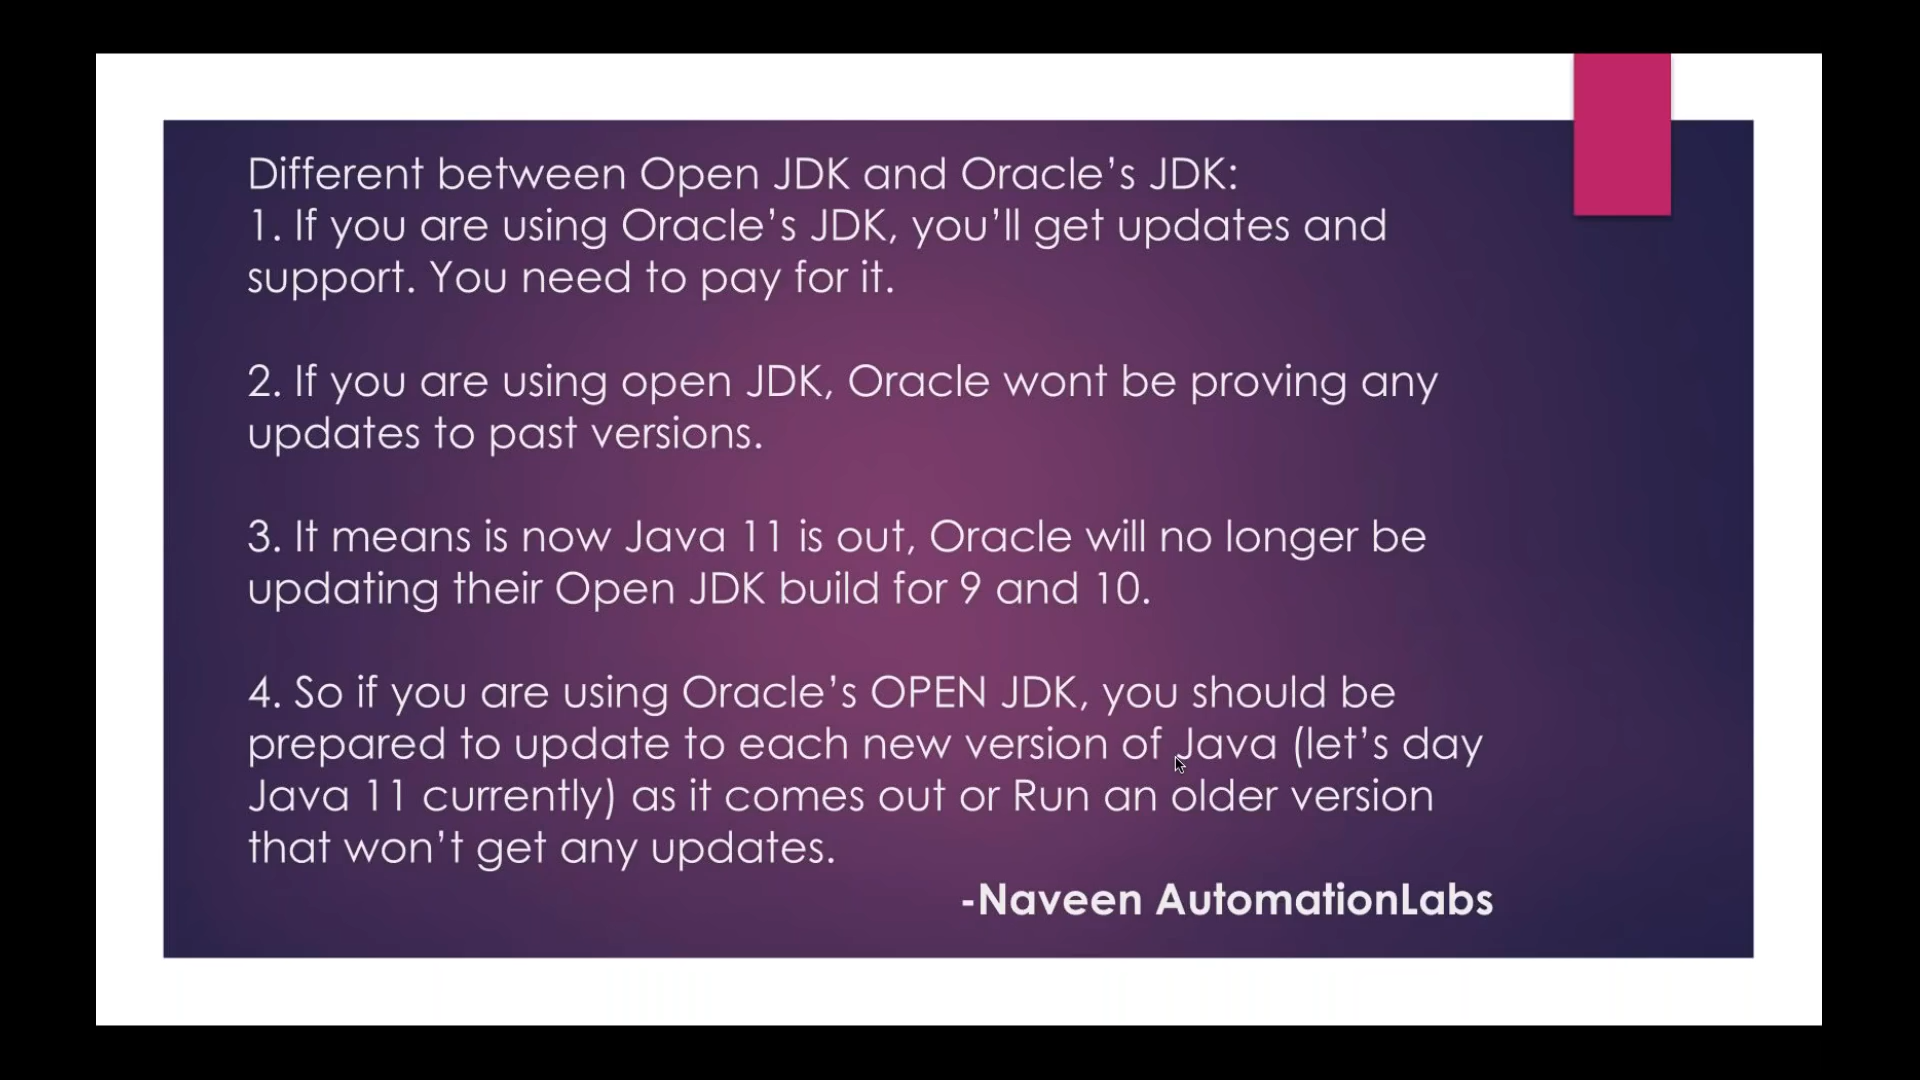 Different between Open JDK and Oracle’s JDK:
1. If you are using Oracle’s JDK, you’ll get updates and
support. You need to pay for it.
2. If you are using open JDK, Oracle wont be proving any
updates to past versions.
3. It means is now Java 11 is out, Oracle will no longer be
updating their Open JDK build for 9 and 10.
4. So if you are using Oracle’s OPEN JDK, you should be
prepared to update to each new version of Java (let’s day
Java 11 currently) as it comes out or Run an older version
that won’t get any updates.
-Naveen AutomationLabs